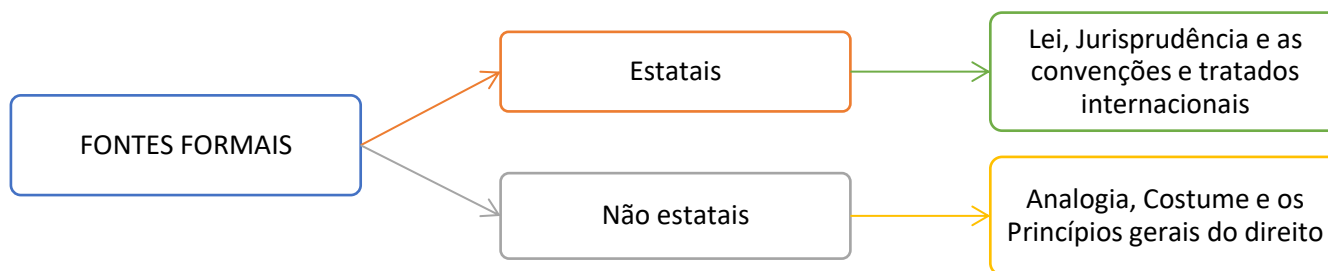 FONTES FORMAIS
Estatais
Lei, Jurisprudência e as
convenções e tratados
internacionais
Não estatais
Analogia, Costume e os
Princípios gerais do direito